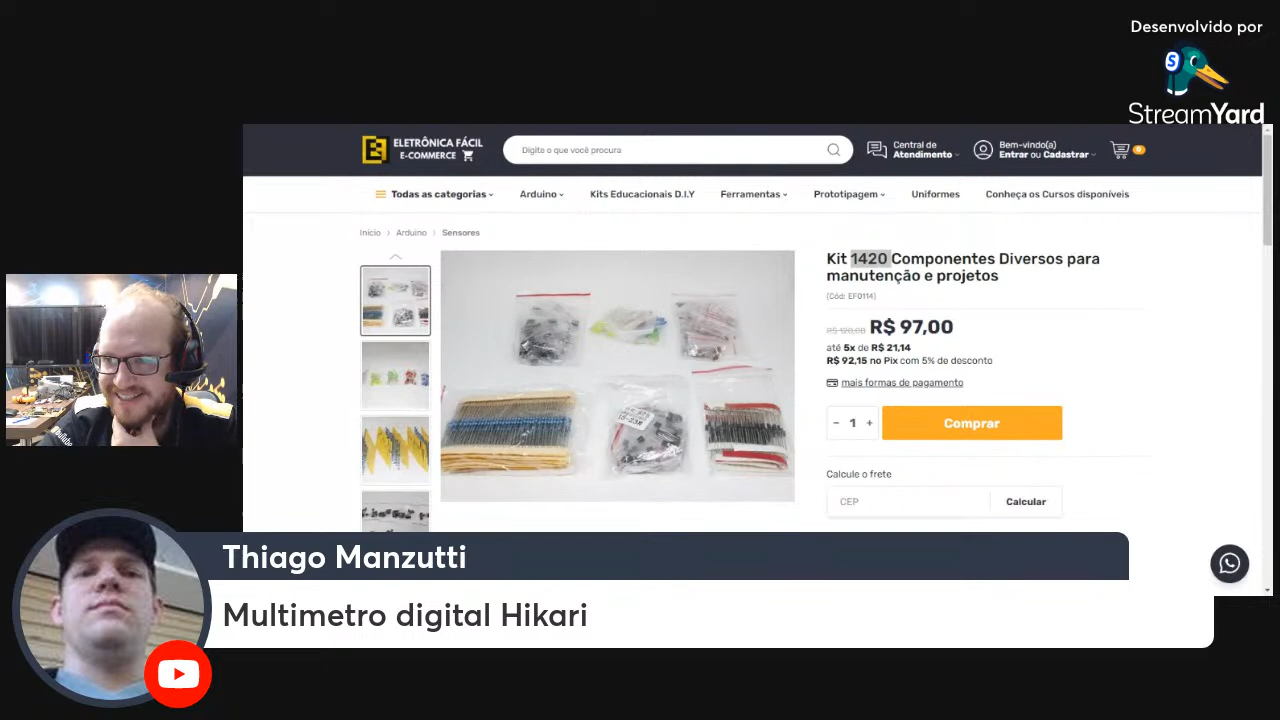 Desenvolvido por
StreamYard
ELETRÔNICA FÁCIL
E-COMMERCE
Digite o que você procura
Central de
Atendimento
Bem-vindo(a)
Entrar ou Cadastrar
0
Todas as categorias
Arduino
Kits Educacionais D.I.Y
Ferramentas
Prototipagem
Uniformes
Conheça os Cursos disponíveis
Início > Arduino > Sensores
Kit 1420 Componentes Diversos para
manutenção e projetos
(Cód: EF0114)
R$ 120,00 R$ 97,00
até 5x de R$ 21,14
R$ 92,15 no Pix com 5% de desconto
mais formas de pagamento
− 1 +
Comprar
Calcule o frete
CEP
Calcular
Thiago Manzutti
Multimetro digital Hikari